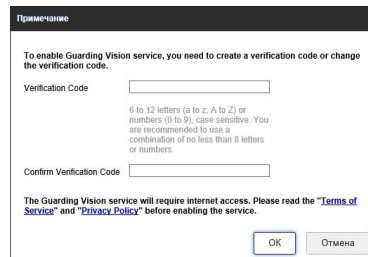 Примечание
To enable Guarding Vision service, you need to create a verification code or change
the verification code.
Verification Code
6 to 12 letters (a to z, A to Z) or
numbers (0 to 9), case sensitive. You
are recommended to use a
combination of no less than 8 letters
or numbers.
Confirm Verification Code
The Guarding Vision service will require internet access. Please read the "Terms of
Service" and "Privacy Policy" before enabling the service.
OK Отмена